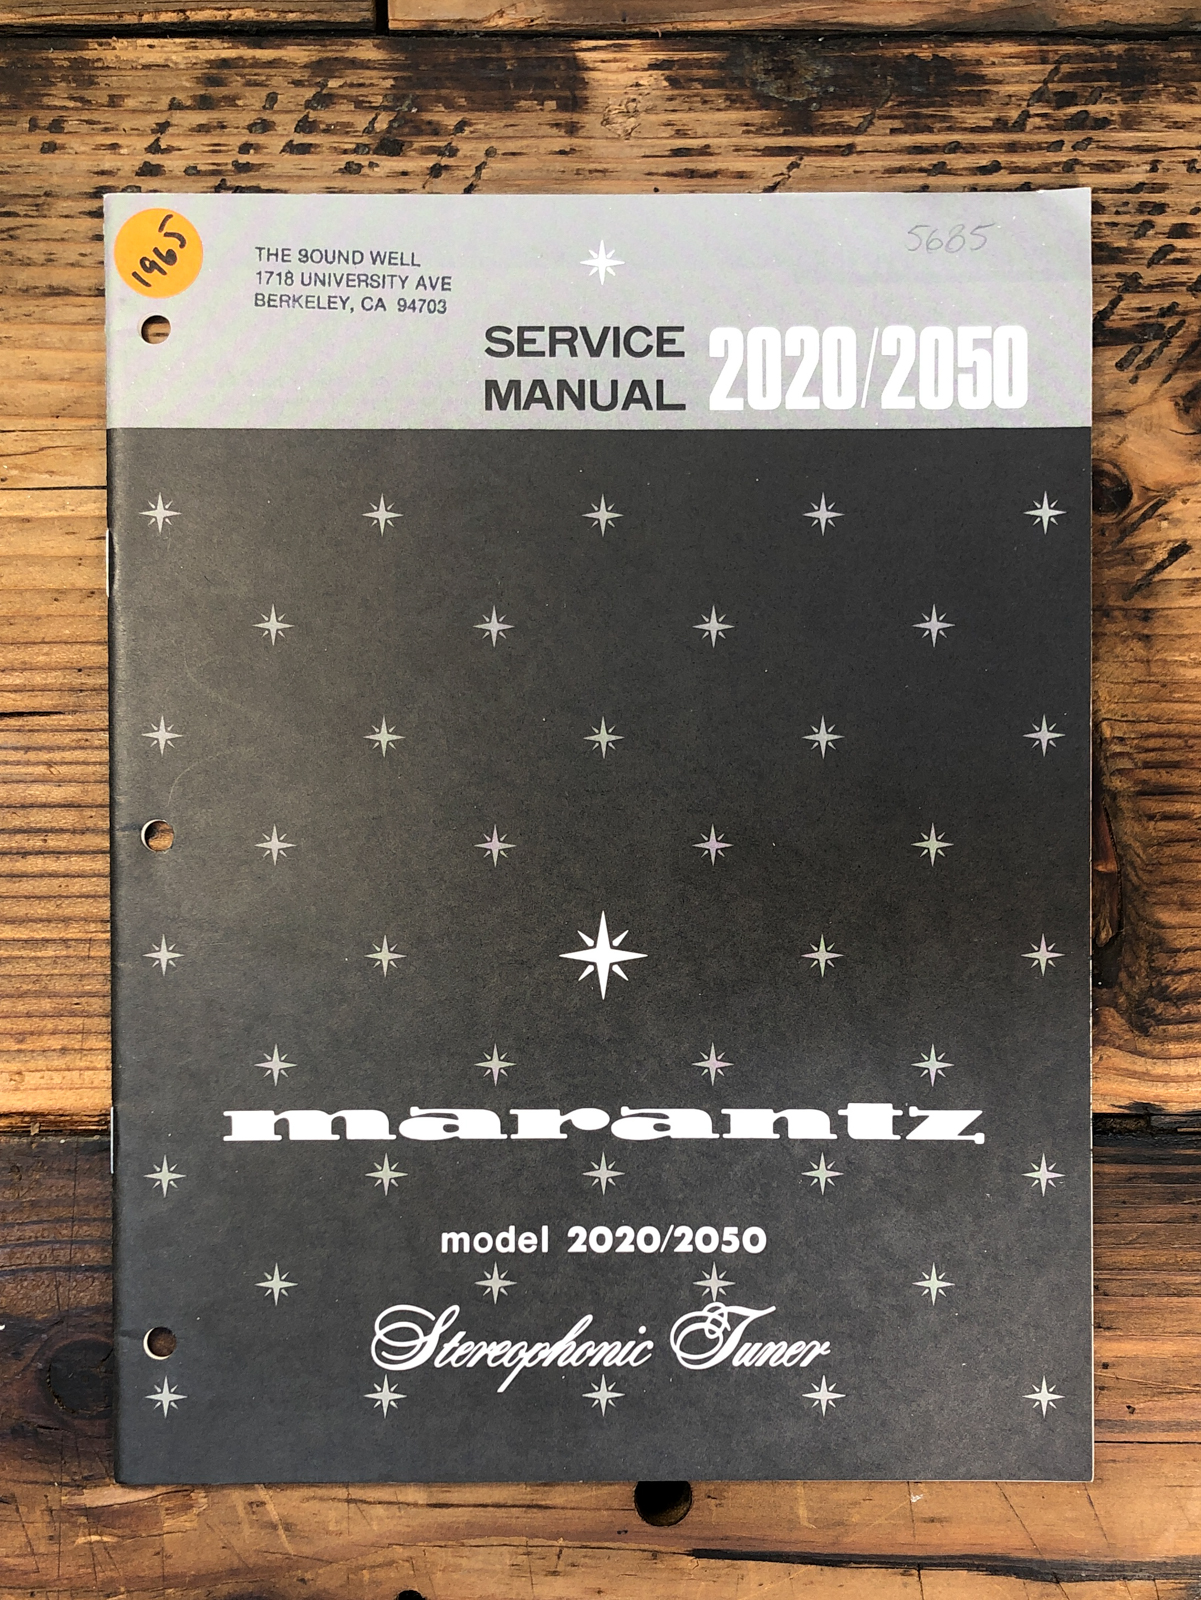 1965
THE SOUND WELL
1718 UNIVERSITY AVE
BERKELEY, CA 94703
5685
SERVICE
MANUAL
2020/2050
marantz
model 2020/2050
Stereophonic Tuner